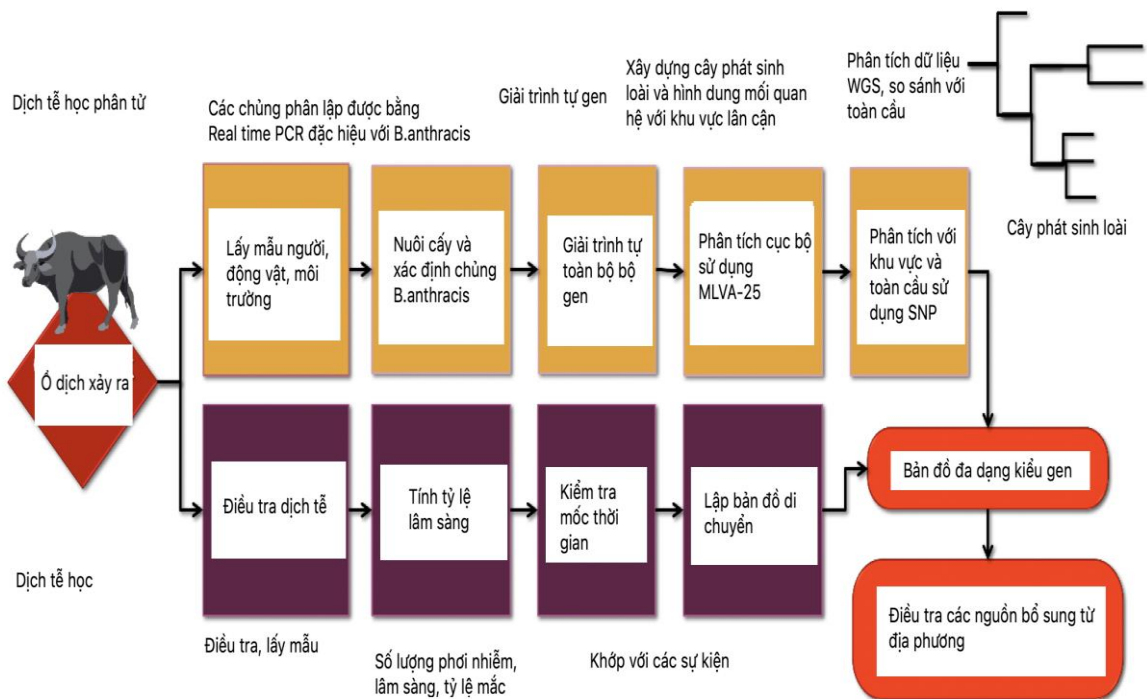 Dịch tễ học phân tử
Các chủng phân lập được bằng
Real time PCR đặc hiệu với B.anthracis
Giải trình tự gen
Xây dựng cây phát sinh
loài và hình dung mối quan
hệ với khu vực lân cận
Phân tích dữ liệu
WGS, so sánh với
toàn cầu
Cây phát sinh loài
Lấy mẫu người,
động vật, môi
trường
Nuôi cấy và
xác định chủng
B.anthracis
Giải trình tự
toàn bộ bộ
gen
Phân tích cục bộ
sử dụng
MLVA-25
Phân tích với
khu vực và
toàn cầu sử
dụng SNP
Ổ dịch xảy ra
Điều tra dịch tễ
Tính tỷ lệ
lâm sàng
Kiểm tra
mốc thời
gian
Lập bản đồ di
chuyển
Bản đồ đa dạng kiểu gen
Điều tra các nguồn bổ sung từ
địa phương
Dịch tễ học
Điều tra, lấy mẫu
Số lượng phơi nhiễm,
lâm sàng, tỷ lệ mắc
Khớp với các sự kiện